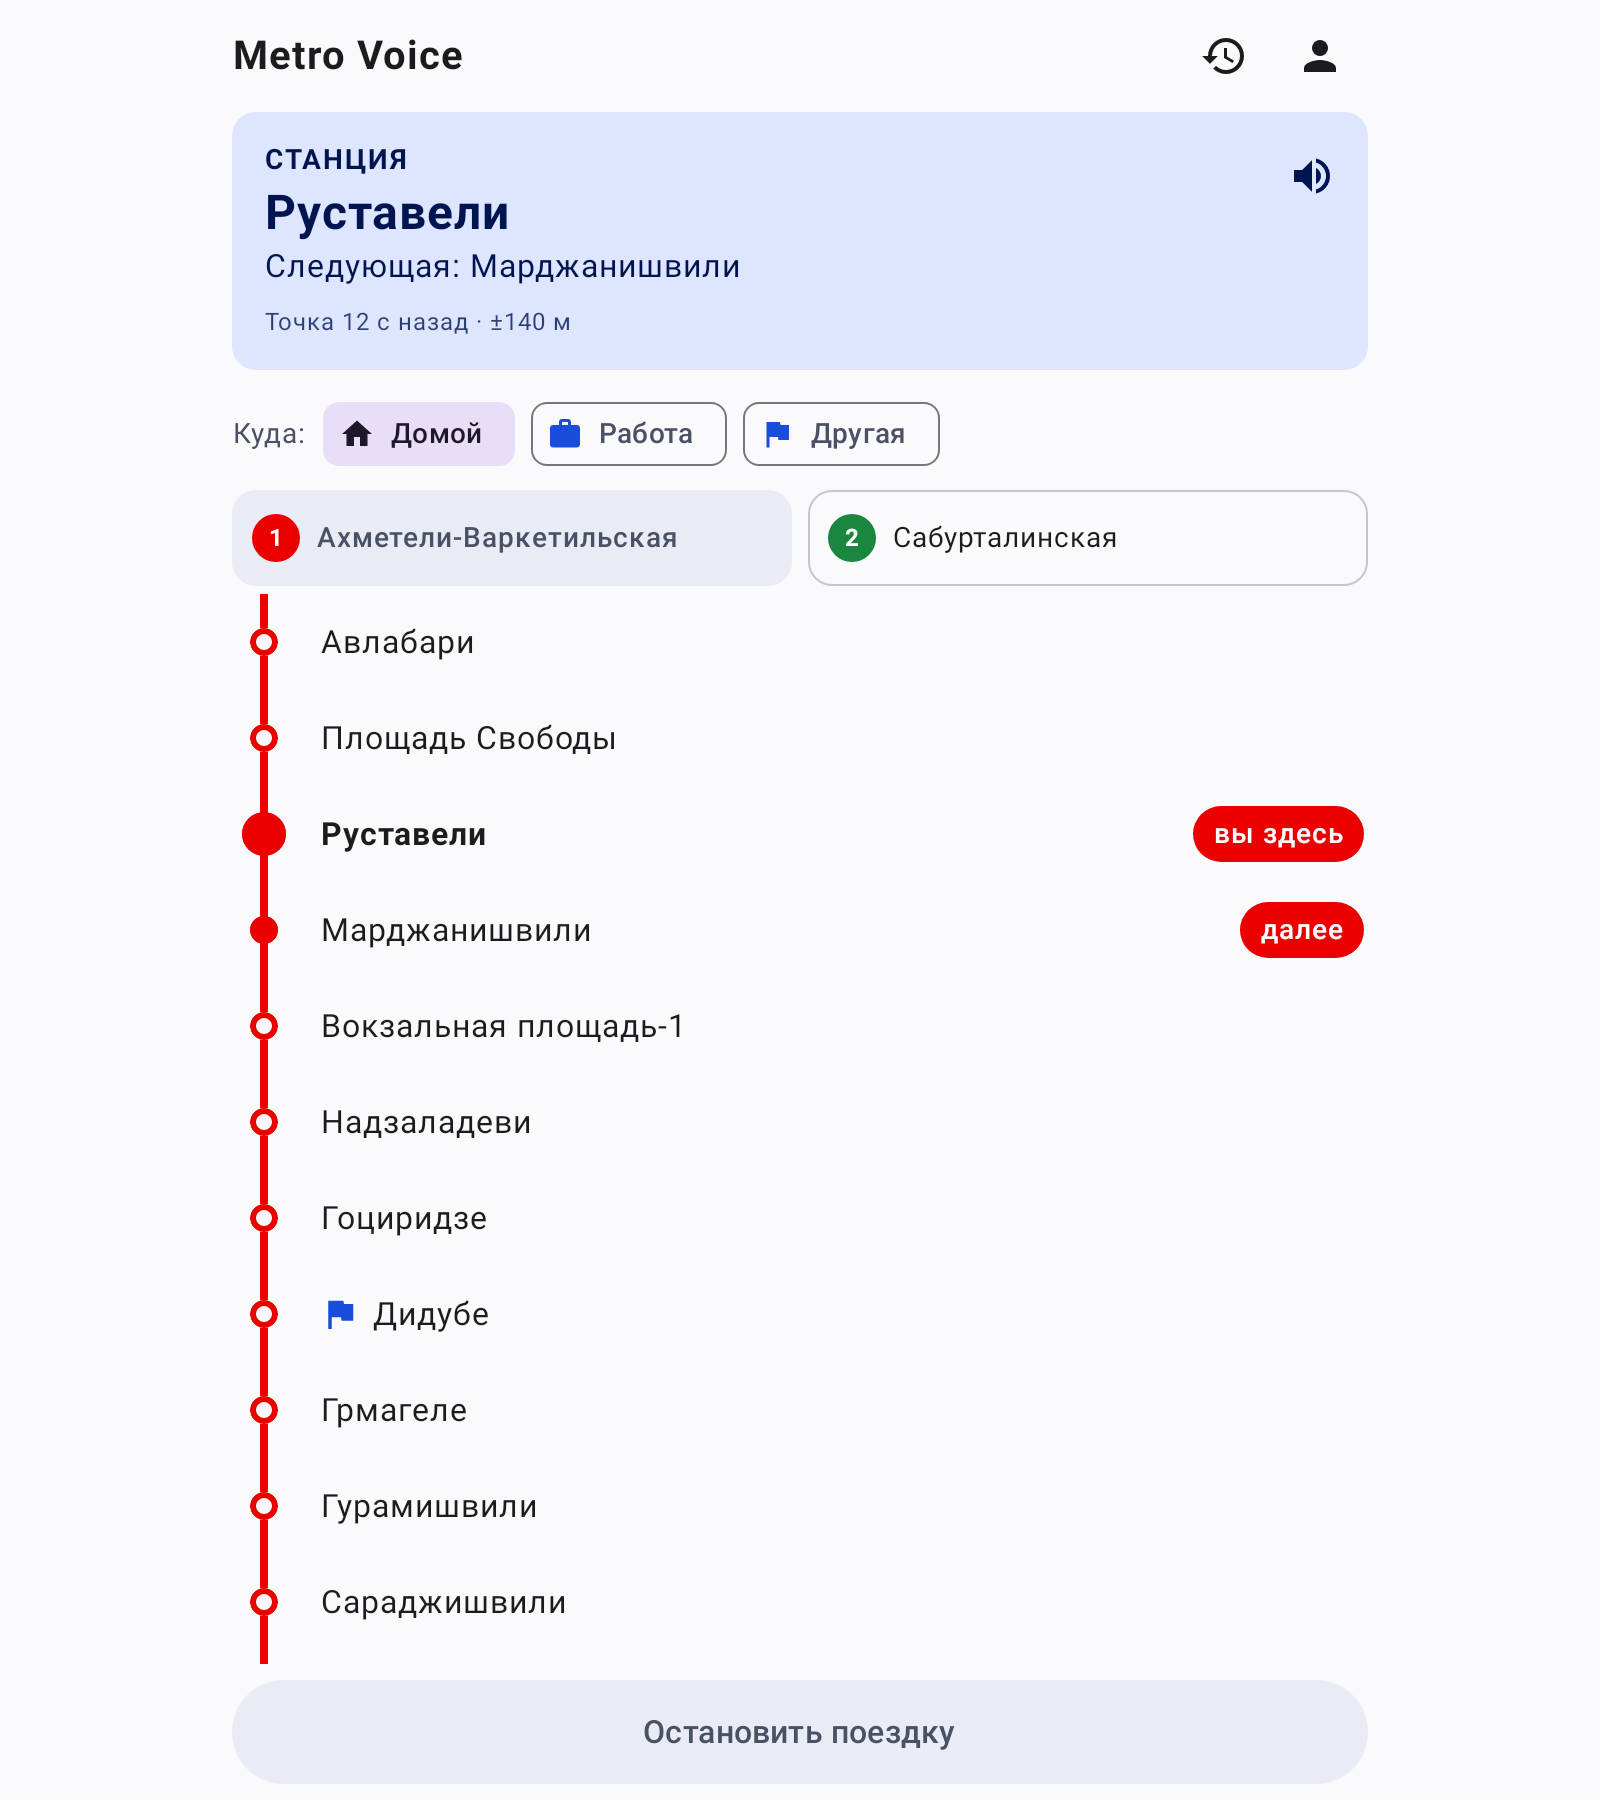 Metro Voice
СТАНЦИЯ
Руставели
Следующая: Марджанишвили
Точка 12 с назад · ±140 м
Куда: Домой Работа Другая
1 Ахметели-Варкетильская 2 Сабурталинская
Авлабари
Площадь Свободы
Руставели вы здесь
Марджанишвили далее
Вокзальная площадь-1
Надзаладеви
Гоциридзе
Дидубе
Грмагеле
Гурамишвили
Сараджишвили
Остановить поездку